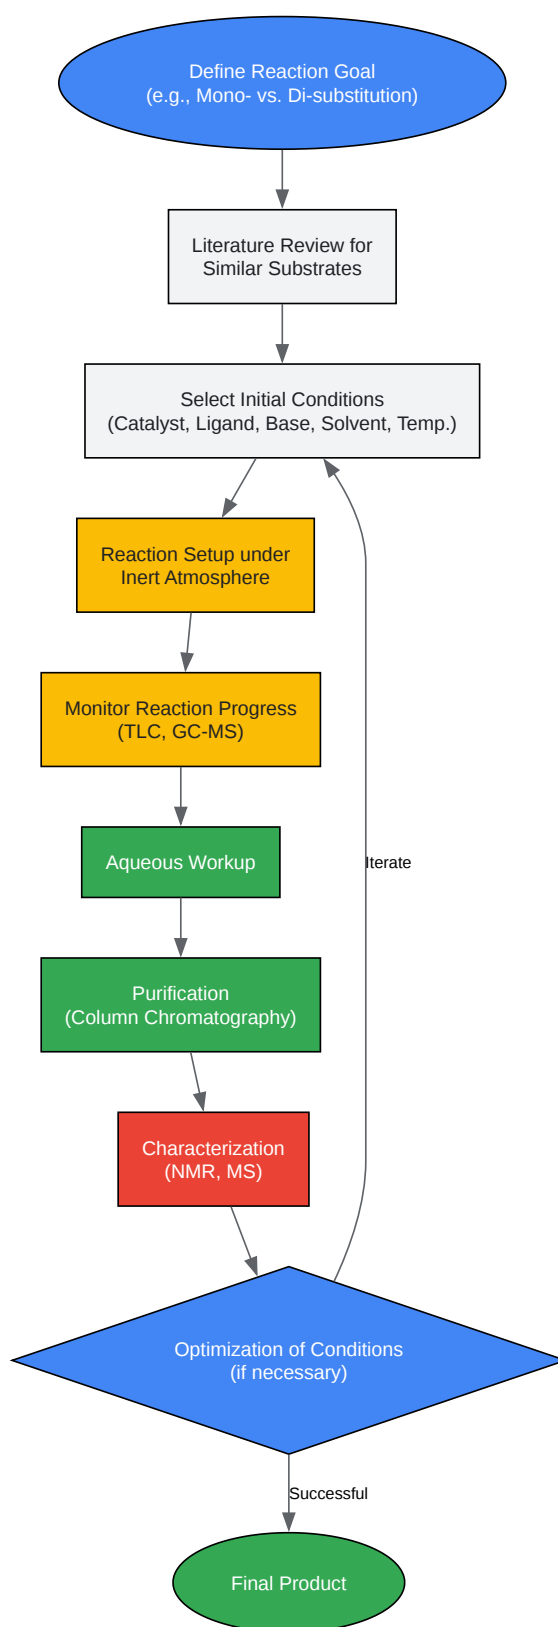 Define Reaction Goal
(e.g., Mono- vs. Di-substitution)
Literature Review for
Similar Substrates
Select Initial Conditions
(Catalyst, Ligand, Base, Solvent, Temp.)
Reaction Setup under
Inert Atmosphere
Monitor Reaction Progress
(TLC, GC-MS)
Aqueous Workup
Iterate
Purification
(Column Chromatography)
Characterization
(NMR, MS)
Optimization of Conditions
(if necessary)
Successful
Final Product